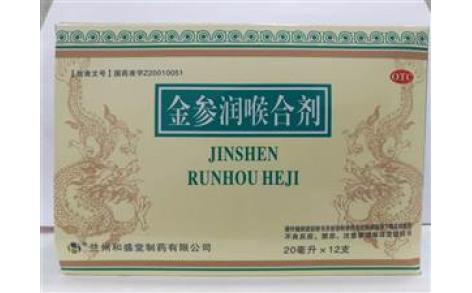 【批准文号】国药准字Z20010051
OTC
金参润喉合剂
JINSHEN
RUNHOU HEJI
兰州和盛堂制药有限公司
20毫升×12支